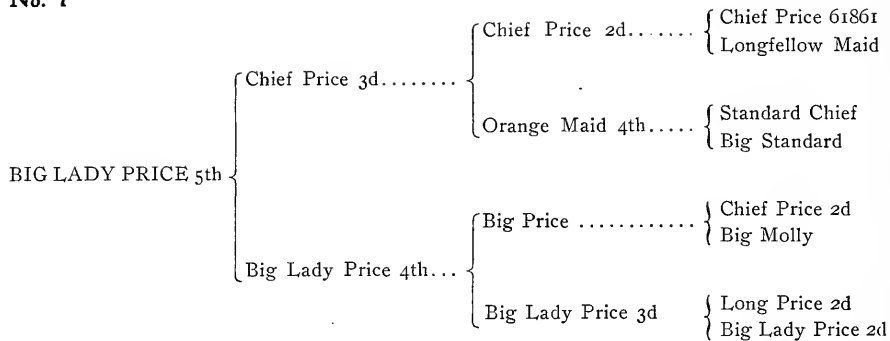 No. 7
Chief Price 61861
Chief Price 2d.......
Longfellow Maid
Chief Price 3d........
Standard Chief
Orange Maid 4th.....
Big Standard
BIG LADY PRICE 5th
Chief Price 2d
Big Price ............
Big Molly
Big Lady Price 4th...
Long Price 2d
Big Lady Price 3d
Big Lady Price 2d